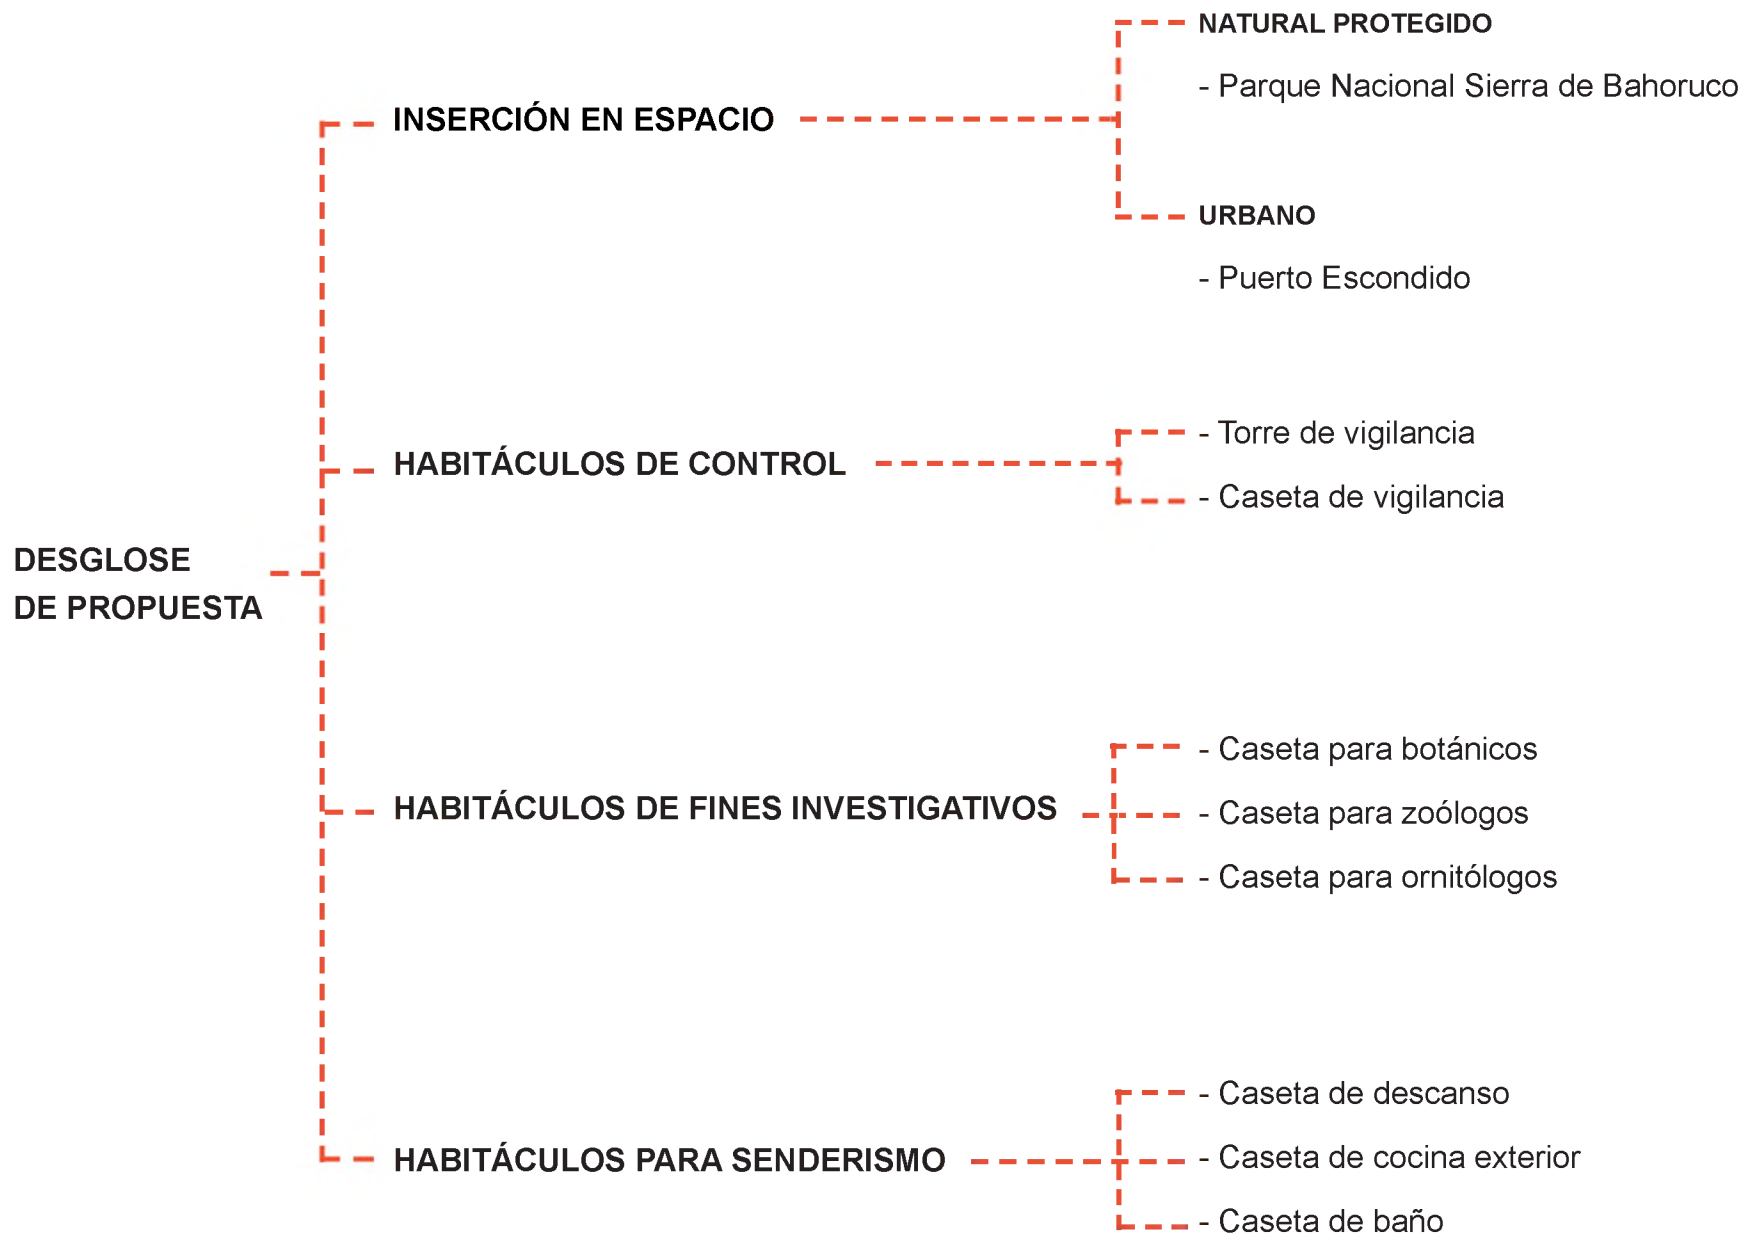 DESGLOSE
DE PROPUESTA
INSERCIÓN EN ESPACIO
NATURAL PROTEGIDO
- Parque Nacional Sierra de Bahoruco
URBANO
- Puerto Escondido
HABITÁCULOS DE CONTROL
- Torre de vigilancia
- Caseta de vigilancia
HABITÁCULOS DE FINES INVESTIGATIVOS
- Caseta para botánicos
- Caseta para zoólogos
- Caseta para ornitólogos
HABITÁCULOS PARA SENDERISMO
- Caseta de descanso
- Caseta de cocina exterior
- Caseta de baño